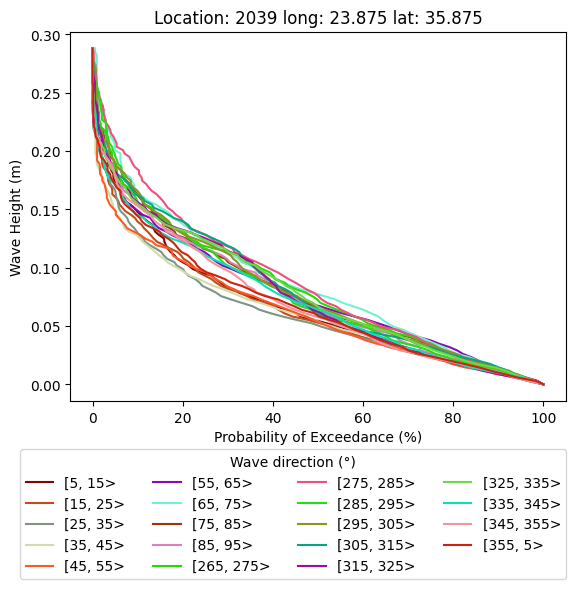 Location: 2039 long: 23.875 lat: 35.875
0.30
0.25
0.20
0.15
0.10
0.05
0.00
Wave Height (m)
0 20 40 60 80 100
Probability of Exceedance (%)
Wave direction (°)
[5, 15> [55, 65> [275, 285> [325, 335>
[15, 25> [65, 75> [285, 295> [335, 345>
[25, 35> [75, 85> [295, 305> [345, 355>
[35, 45> [85, 95> [305, 315> [355, 5>
[45, 55> [265, 275> [315, 325>